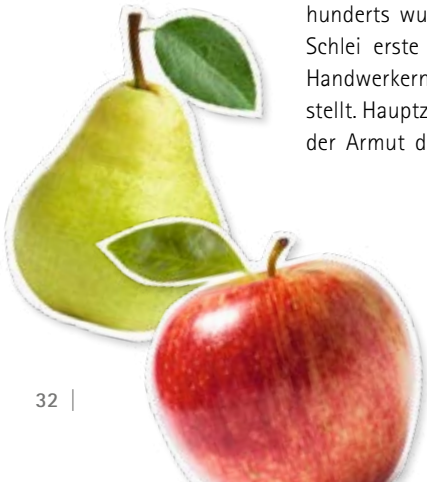 hunderts wu
Schlei erste
Handwerkern
stellt. Hauptz
der Armut d
32 |